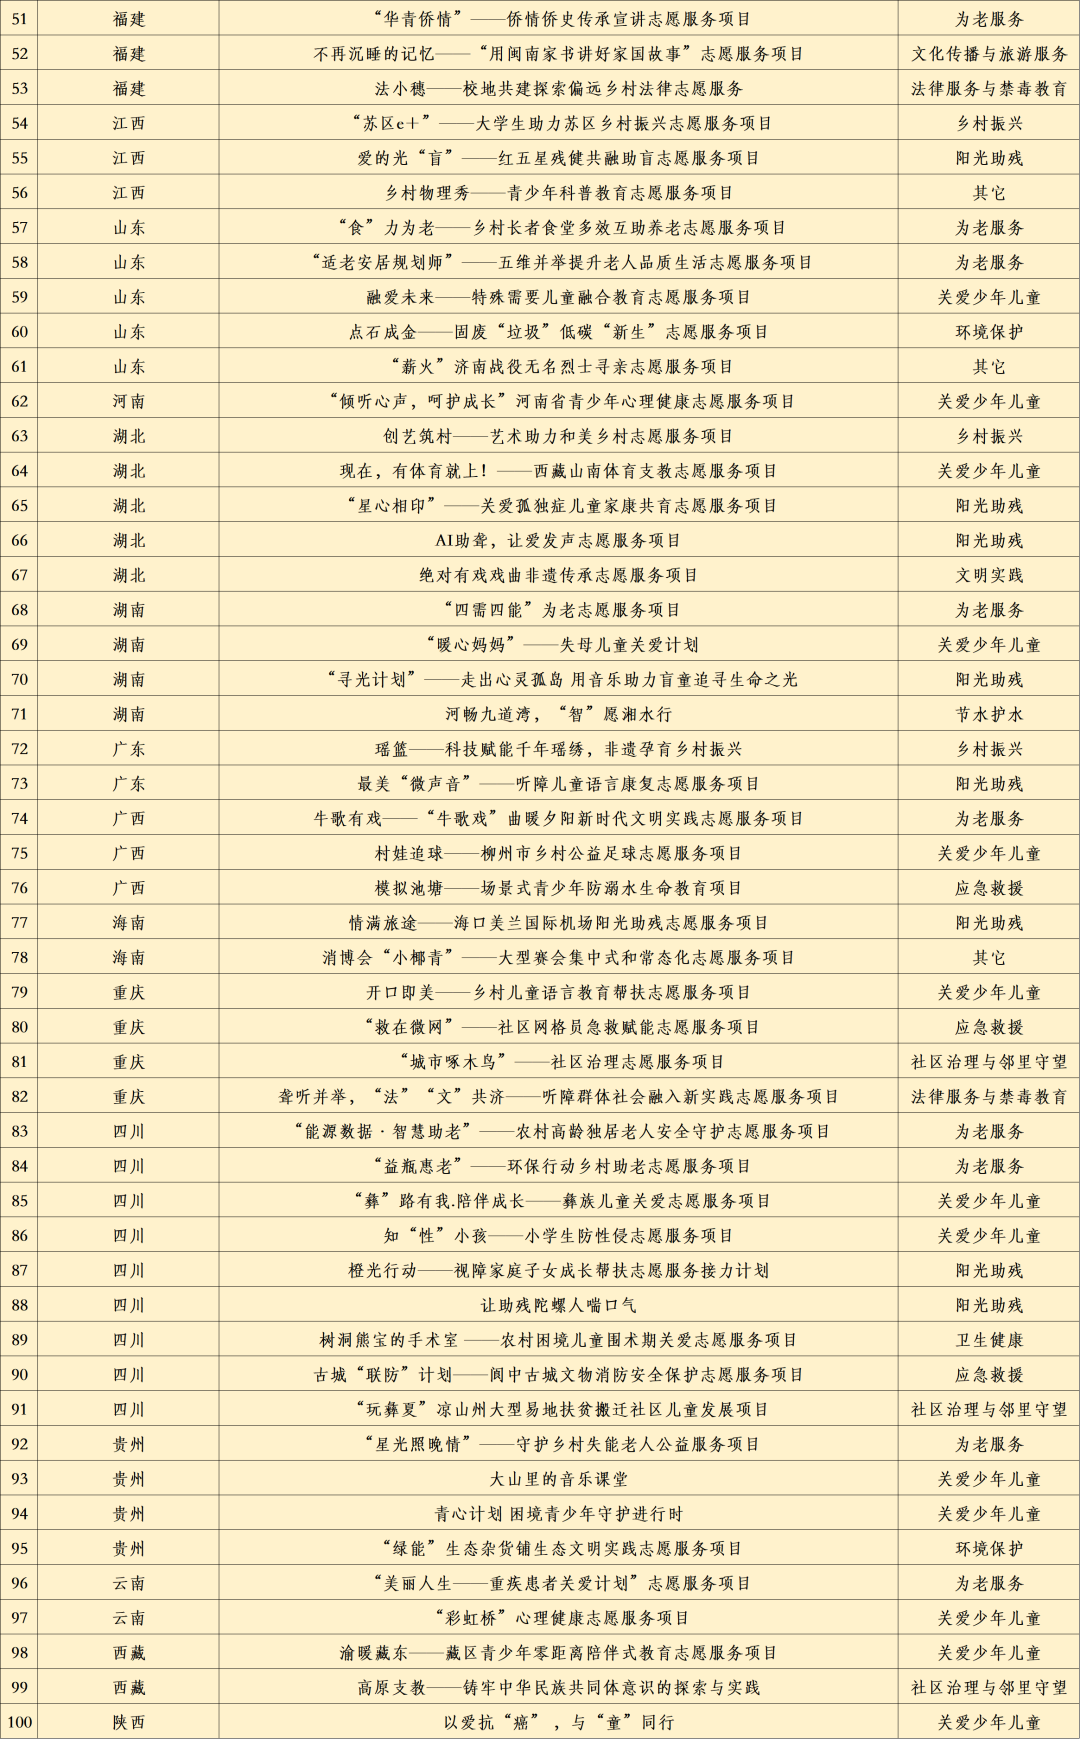 51 福建 “华青侨情”——侨情侨史传承宣讲志愿服务项目 为老服务
52 福建 不再沉睡的记忆——“用闽南家书讲好家国故事”志愿服务项目 文化传播与旅游服务
53 福建 法小穗——校地共建探索偏远乡村法律志愿服务 法律服务与禁毒教育
54 江西 “苏区e＋”——大学生助力苏区乡村振兴志愿服务项目 乡村振兴
55 江西 爱的光“盲”——红五星残健共融助盲志愿服务项目 阳光助残
56 江西 乡村物理秀——青少年科普教育志愿服务项目 其它
57 山东 “食”力为老——乡村长者食堂多效互助养老志愿服务项目 为老服务
58 山东 “适老安居规划师”——五维并举提升老人品质生活志愿服务项目 为老服务
59 山东 融爱未来——特殊需要儿童融合教育志愿服务项目 关爱少年儿童
60 山东 点石成金——固废“垃圾”低碳“新生”志愿服务项目 环境保护
61 山东 “薪火”济南战役无名烈士寻亲志愿服务项目 其它
62 河南 “倾听心声，呵护成长”河南省青少年心理健康志愿服务项目 关爱少年儿童
63 湖北 创艺筑村——艺术助力和美乡村志愿服务项目 乡村振兴
64 湖北 现在，有体育就上！——西藏山南体育支教志愿服务项目 关爱少年儿童
65 湖北 “星心相印”——关爱孤独症儿童家康共育志愿服务项目 阳光助残
66 湖北 AI助聋，让爱发声志愿服务项目 阳光助残
67 湖北 绝对有戏戏曲非遗传承志愿服务项目 文明实践
68 湖南 “四需四能”为老志愿服务项目 为老服务
69 湖南 “暖心妈妈”——失母儿童关爱计划 关爱少年儿童
70 湖南 “寻光计划”——走出心灵孤岛 用音乐助力盲童追寻生命之光 阳光助残
71 湖南 河畅九道湾，“智”愿湘水行 节水护水
72 广东 瑶篮——科技赋能千年瑶绣，非遗孕育乡村振兴 乡村振兴
73 广东 最美“微声音”——听障儿童语言康复志愿服务项目 阳光助残
74 广西 牛歌有戏——“牛歌戏”曲暖夕阳新时代文明实践志愿服务项目 为老服务
75 广西 村娃追球——柳州市乡村公益足球志愿服务项目 关爱少年儿童
76 广西 模拟池塘——场景式青少年防溺水生命教育项目 应急救援
77 海南 情满旅途——海口美兰国际机场阳光助残志愿服务项目 阳光助残
78 海南 消博会“小椰青”——大型赛会集中式和常态化志愿服务项目 其它
79 重庆 开口即美——乡村儿童语言教育帮扶志愿服务项目 关爱少年儿童
80 重庆 “救在微网”——社区网格员急救赋能志愿服务项目 应急救援
81 重庆 “城市啄木鸟”——社区治理志愿服务项目 社区治理与邻里守望
82 重庆 聋听并举，“法”“文”共济——听障群体社会融入新实践志愿服务项目 法律服务与禁毒教育
83 四川 “能源数据·智慧助老”——农村高龄独居老人安全守护志愿服务项目 为老服务
84 四川 “益瓶惠老”——环保行动乡村助老志愿服务项目 为老服务
85 四川 “彝”路有我.陪伴成长——彝族儿童关爱志愿服务项目 关爱少年儿童
86 四川 知“性”小孩——小学生防性侵志愿服务项目 关爱少年儿童
87 四川 橙光行动——视障家庭子女成长帮扶志愿服务接力计划 阳光助残
88 四川 让助残陀螺人喘口气 阳光助残
89 四川 树洞熊宝的手术室 ——农村困境儿童围术期关爱志愿服务项目 卫生健康
90 四川 古城“联防”计划——阆中古城文物消防安全保护志愿服务项目 应急救援
91 四川 “玩彝夏”凉山州大型易地扶贫搬迁社区儿童发展项目 社区治理与邻里守望
92 贵州 “星光照晚情”——守护乡村失能老人公益服务项目 为老服务
93 贵州 大山里的音乐课堂 关爱少年儿童
94 贵州 青心计划 困境青少年守护进行时 关爱少年儿童
95 贵州 “绿能”生态杂货铺生态文明实践志愿服务项目 环境保护
96 云南 “美丽人生——重疾患者关爱计划”志愿服务项目 为老服务
97 云南 “彩虹桥”心理健康志愿服务项目 关爱少年儿童
98 西藏 渝暖藏东——藏区青少年零距离陪伴式教育志愿服务项目 关爱少年儿童
99 西藏 高原支教——铸牢中华民族共同体意识的探索与实践 社区治理与邻里守望
100 陕西 以爱抗“癌”，与“童”同行 关爱少年儿童